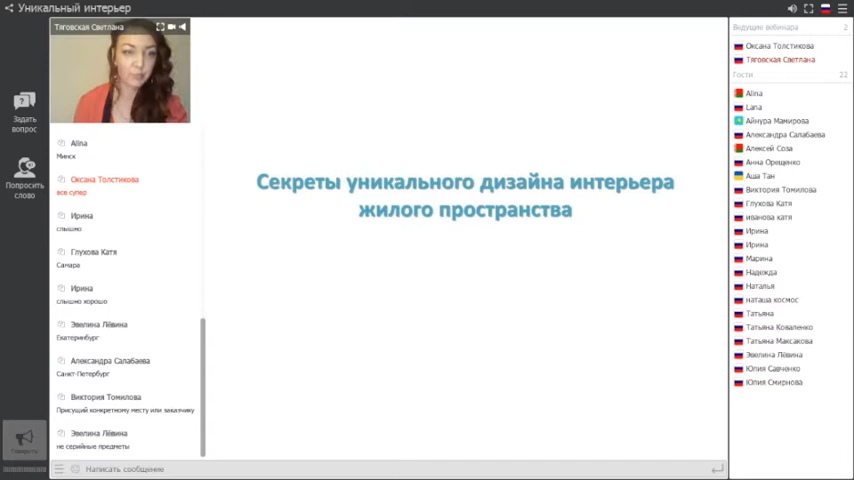 Уникальный интерьер
Тяговская Светлана
Задать
вопрос
Попросить
слово
Говорить
Alina
Минск
Оксана Толстикова
все супер
Ирина
слышно
Глухова Катя
Самара
Ирина
слышно хорошо
Эвелина Лёвина
Екатеринбург
Александра Салабаева
Санкт-Петербург
Виктория Томилова
Присущий конкретному месту или заказчику
Эвелина Лёвина
не серийные предметы
Написать сообщение
Секреты уникального дизайна интерьера
жилого пространства
Ведущие вебинара 2
Оксана Толстикова
Тяговская Светлана
Гости 22
Alina
Lana
Айнура Мамирова
Александра Салабаева
Алексей Соза
Анна Орещенко
Аша Тан
Виктория Томилова
Глухова Катя
иванова катя
Ирина
Ирина
Марина
Надежда
Наталья
наташа космос
Татьяна
Татьяна Коваленко
Татьяна Максакова
Эвелина Лёвина
Юлия Савченко
Юлия Смирнова